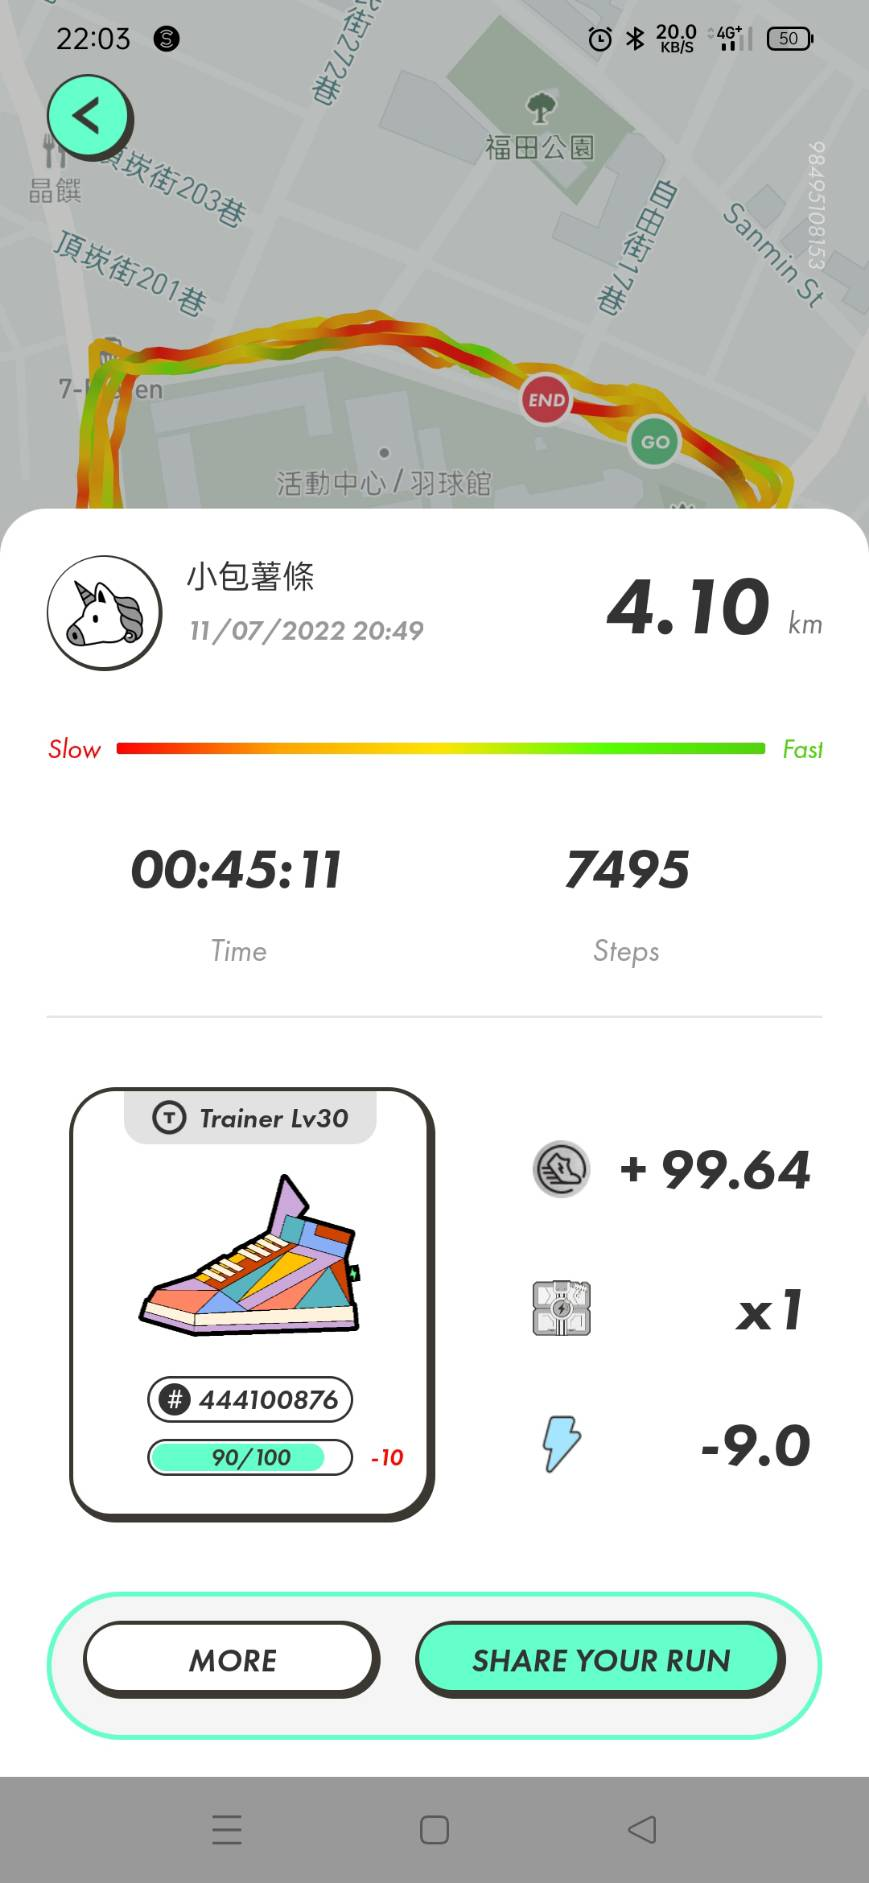 22:03
20.0
KB/S
4G+
50
街272巷
福田公園
98495108153
晶饌
頂崁街203巷
自由街17巷
Sanmin St
頂崁街201巷
END
GO
活動中心/羽球館
小包薯條
11/07/2022 20:49
4.10 km
Slow
Fast
00:45:11
7495
Time
Steps
T Trainer Lv30
+ 99.64
x1
# 444100876
90/100 -10
-9.0
MORE
SHARE YOUR RUN